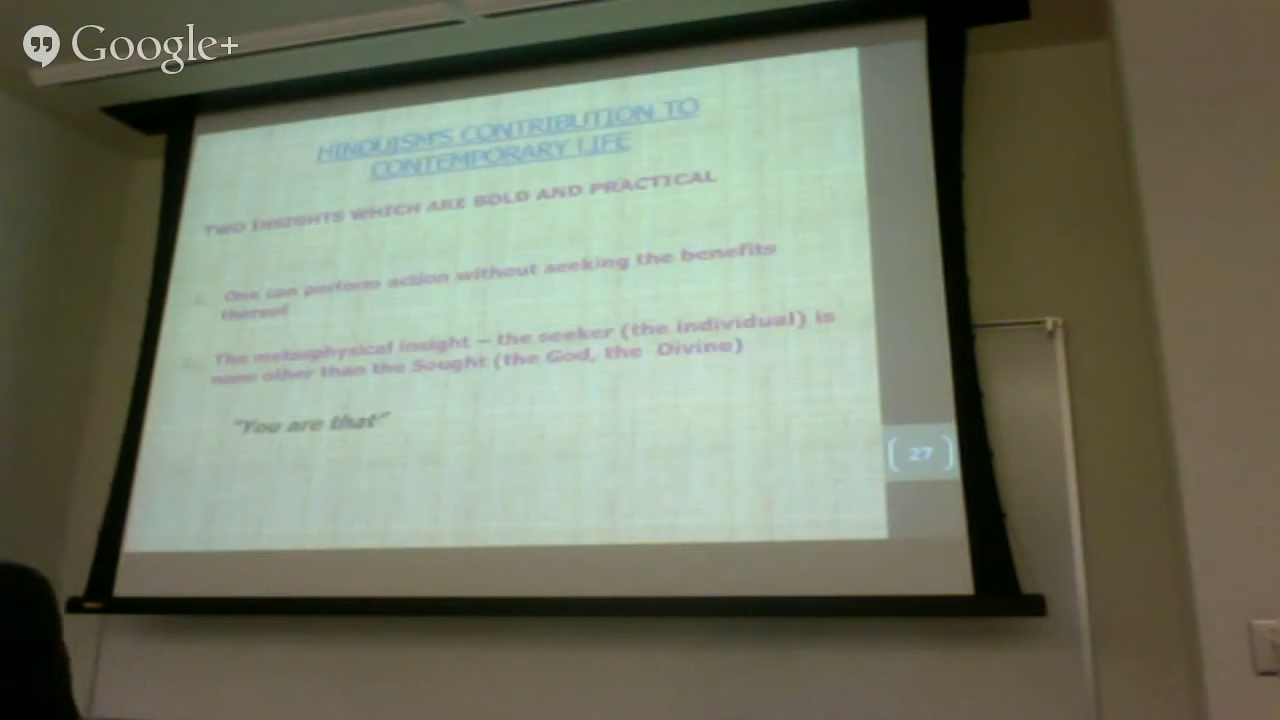 Google+
HINDUISM'S CONTRIBUTION TO
CONTEMPORARY LIFE
TWO INSIGHTS WHICH ARE BOLD AND PRACTICAL
One can perform action without seeking the benefits
thereof
The metaphysical insight – the seeker (the individual) is
none other than the Sought (the God, the Divine)
"You are that"
27